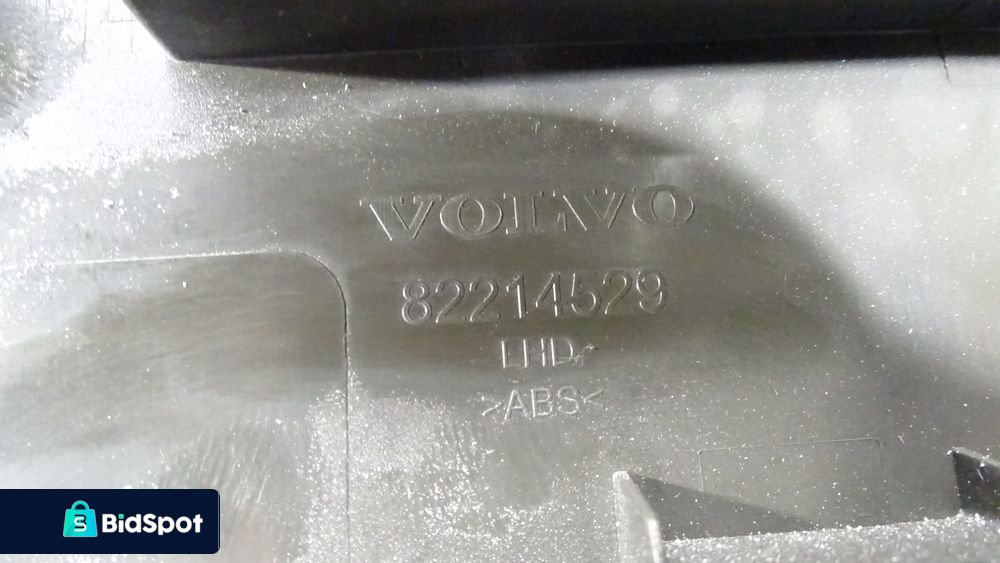 VOLVO
82214529
LHD
>ABS<
BidSpot